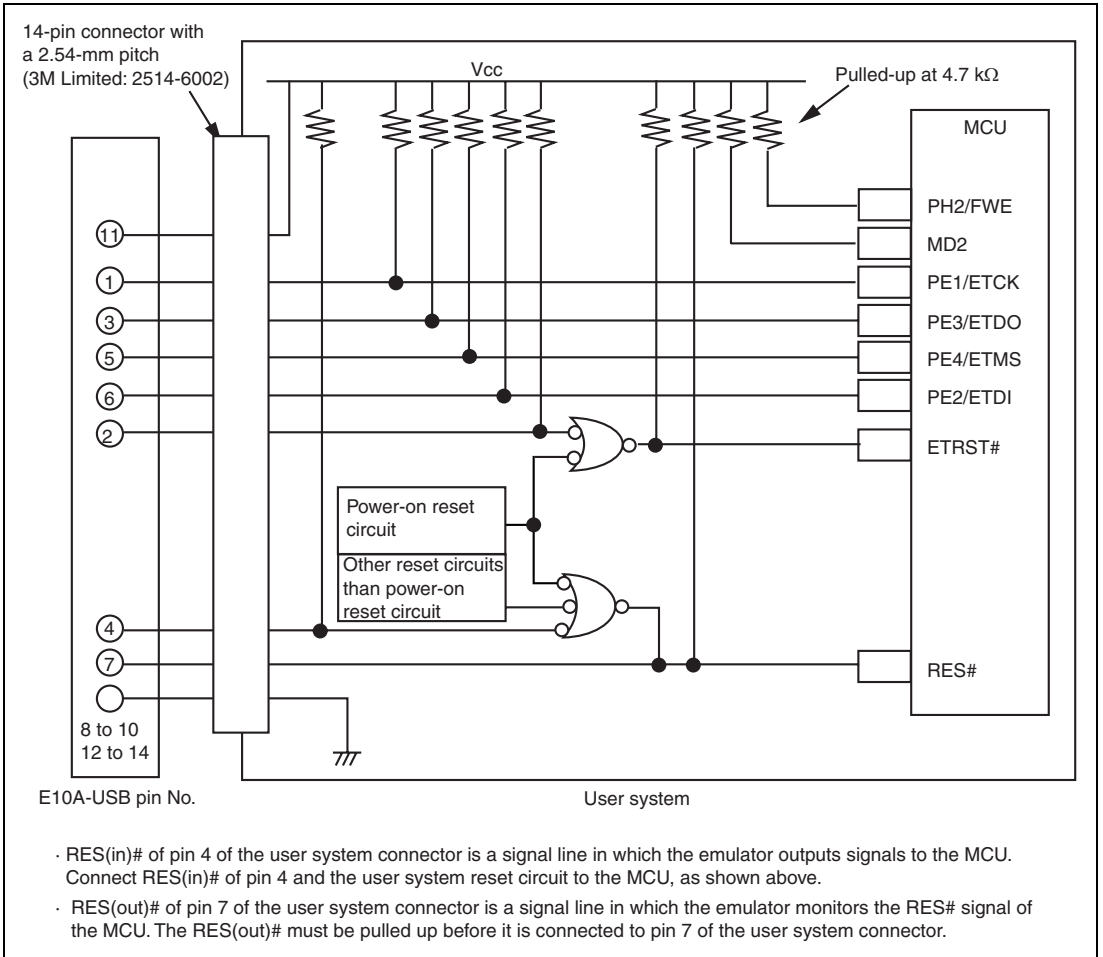 14-pin connector with
a 2.54-mm pitch
(3M Limited: 2514-6002)
Vcc
Pulled-up at 4.7 kΩ
MCU
11
PH2/FWE
MD2
1
PE1/ETCK
3
PE3/ETDO
5
PE4/ETMS
6
PE2/ETDI
2
ETRST#
Power-on reset
circuit
Other reset circuits
than power-on
reset circuit
4
7
RES#
8 to 10
12 to 14
E10A-USB pin No.
User system
· RES(in)# of pin 4 of the user system connector is a signal line in which the emulator outputs signals to the MCU.
Connect RES(in)# of pin 4 and the user system reset circuit to the MCU, as shown above.
· RES(out)# of pin 7 of the user system connector is a signal line in which the emulator monitors the RES# signal of
the MCU. The RES(out)# must be pulled up before it is connected to pin 7 of the user system connector.